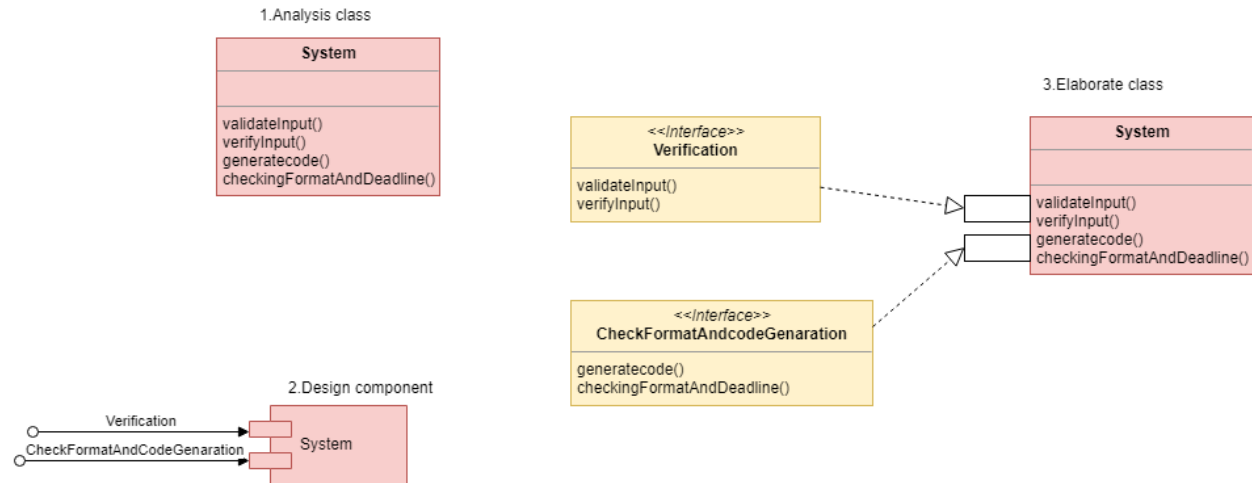 1.Analysis class
System
validateInput()
verifyInput()
generatecode()
checkingFormatAndDeadline()
<<Interface>>
Verification
validateInput()
verifyInput()
3.Elaborate class
System
validateInput()
verifyInput()
generatecode()
checkingFormatAndDeadline()
<<Interface>>
CheckFormatAndcodeGenaration
generatecode()
checkingFormatAndDeadline()
2.Design component
Verification
CheckFormatAndCodeGenaration
System